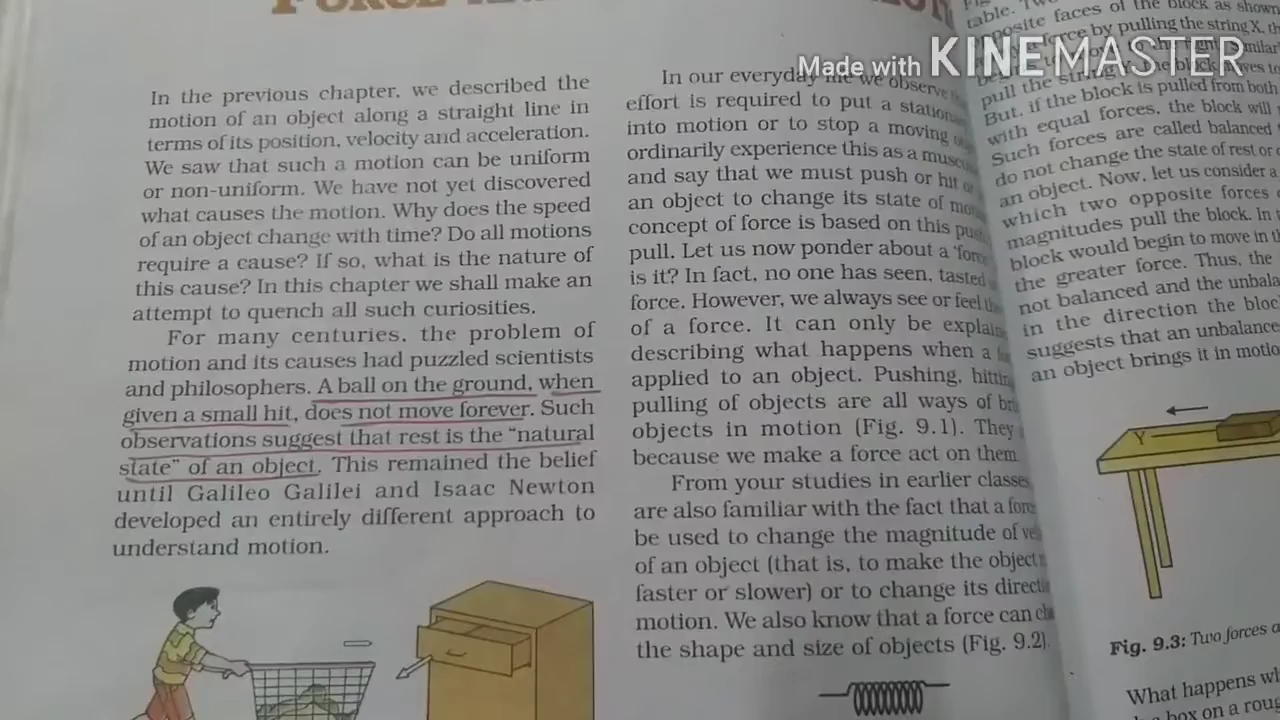 Made with KINEMASTER
In the previous chapter, we described the
motion of an object along a straight line in
terms of its position, velocity and acceleration.
We saw that such a motion can be uniform
or non-uniform. We have not yet discovered
what causes the motion. Why does the speed
of an object change with time? Do all motions
require a cause? If so, what is the nature of
this cause? In this chapter we shall make an
attempt to quench all such curiosities.
For many centuries, the problem of
motion and its causes had puzzled scientists
and philosophers. A ball on the ground, when
given a small hit, does not move forever. Such
observations suggest that rest is the "natural
state" of an object. This remained the belief
until Galileo Galilei and Isaac Newton
developed an entirely different approach to
understand motion.
In our everyday we observe
effort is required to put a
into motion or to stop a moving
ordinarily experience this as a
and say that we must push or hit or
an object to change its state of
concept of force is based on this
pull. Let us now ponder about a
is it? In fact, no one has seen, tasted
force. However, we always see or feel
of a force. It can only be
describing what happens when a
applied to an object. Pushing,
pulling of objects are all ways of
objects in motion (Fig. 9.1). They
because we make a force act on them
From your studies in earlier classes
are also familiar with the fact that a
be used to change the magnitude of
of an object (that is, to make the object
faster or slower) or to change its
motion. We also know that a force can
the shape and size of objects (Fig. 9.2).
table.
opposite faces of the block as shown
force by pulling the string X,
pull the string Y, the block
But, if the block is pulled from both
with equal forces, the block will
Such forces are called balanced
do not change the state of rest or
an object. Now, let us consider a
which two opposite forces
magnitudes pull the block. In
block would begin to move in
the greater force. Thus, the
not balanced and the
in the direction the
suggests that an
an object brings it in
Y
Fig. 9.3: Two forces
What happens
box on a